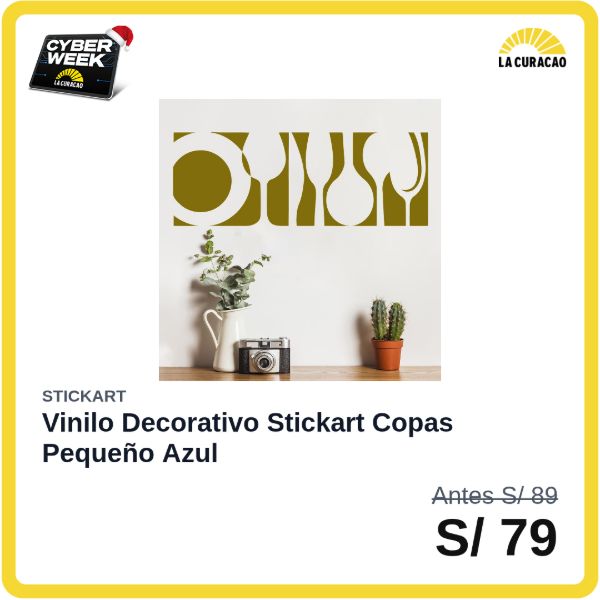 CYBER
WEEK
LA CURACAO
LA CURACAO
STICKART
Vinilo Decorativo Stickart Copas
Pequeño Azul
Antes S/ 89
S/ 79